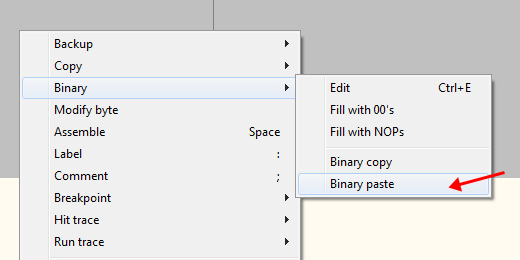 Backup
Copy
Binary
Modify byte
Assemble Space
Label :
Comment ;
Breakpoint
Hit trace
Run trace
Edit Ctrl+E
Fill with 00's
Fill with NOPs
Binary copy
Binary paste